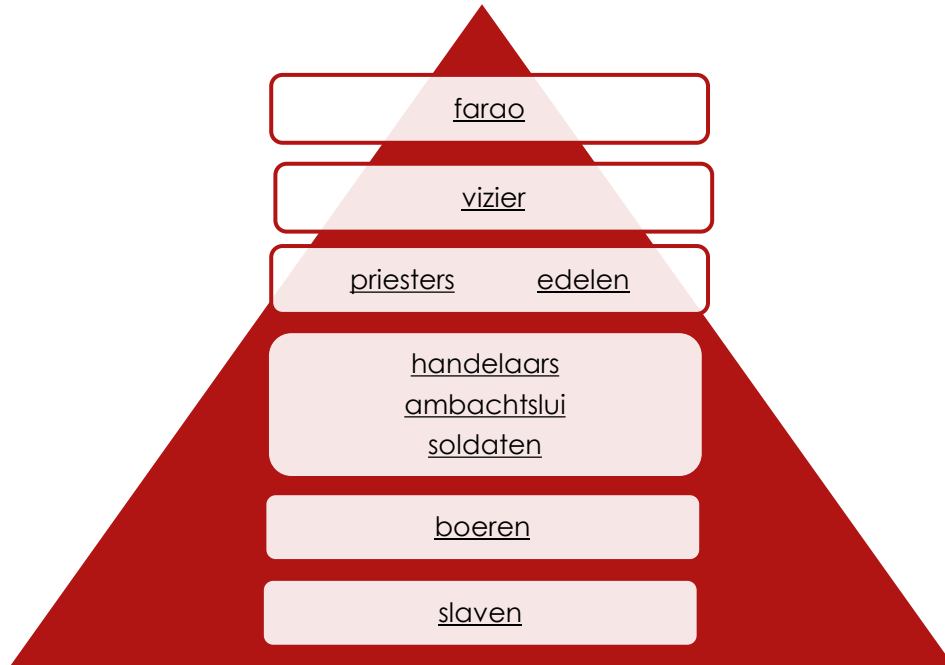 farao
vizier
priesters edelen
handelaars
ambachtslui
soldaten
boeren
slaven